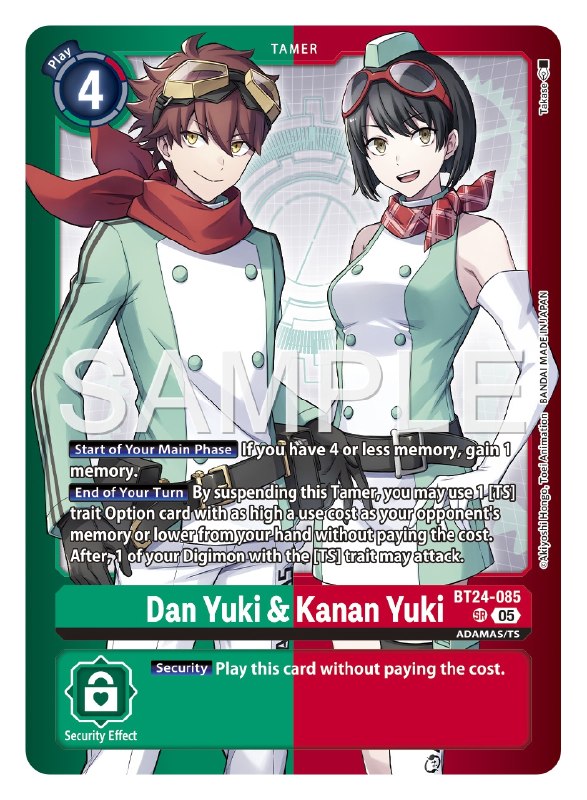 Play
4
TAMER
Takase
SAMPLE
Start of Your Main Phase If you have 4 or less memory, gain 1
memory.
End of Your Turn By suspending this Tamer, you may use 1 [TS]
trait Option card with as high a use cost as your opponent's
memory or lower from your hand without paying the cost.
After, 1 of your Digimon with the [TS] trait may attack.
©Akiyoshi Hongo, Toei Animation BANDAI MADE IN JAPAN
Dan Yuki & Kanan Yuki
BT24-085
SR 05
ADAMAS/TS
Security Play this card without paying the cost.
Security Effect